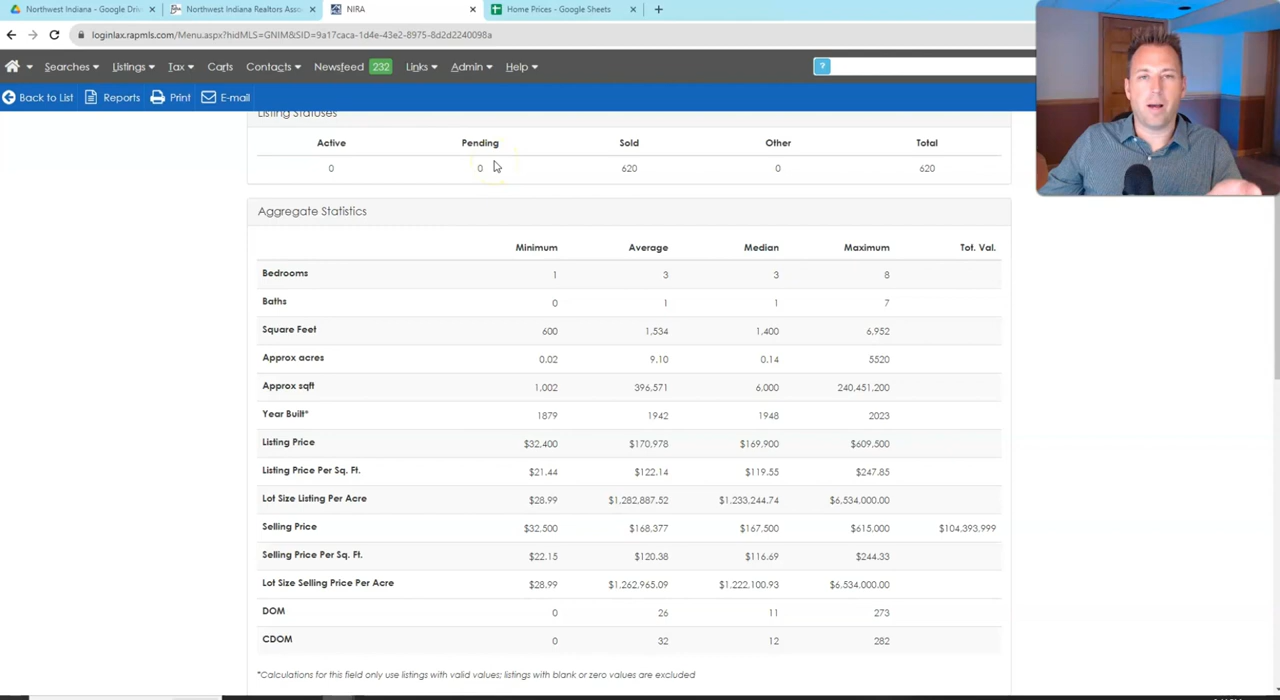 Northwest Indiana - Google Driv
Northwest Indiana Realtors Asso
NIRA
Home Prices - Google Sheets
loginlax.rapmls.com/Menu.aspx?hidMLS=GNIM&SID=9a17caca-1d4e-43e2-8975-8d2d2240098a
Searches Listings Tax Carts Contacts Newsfeed 232 Links Admin Help ?
Back to List Reports Print E-mail
Listing Statuses
Active Pending Sold Other Total
0 0 620 0 620
Aggregate Statistics
Minimum Average Median Maximum Tot. Val.
Bedrooms 1 3 3 8
Baths 0 1 1 7
Square Feet 600 1,534 1,400 6,952
Approx acres 0.02 9.10 0.14 5520
Approx sqft 1,002 396,571 6,000 240,451,200
Year Built* 1879 1942 1948 2023
Listing Price $32,400 $170,978 $169,900 $609,500
Listing Price Per Sq. Ft. $21.44 $122.14 $119.55 $247.85
Lot Size Listing Per Acre $28.99 $1,282,887.52 $1,233,244.74 $6,534,000.00
Selling Price $32,500 $168,377 $167,500 $615,000 $104,393,999
Selling Price Per Sq. Ft. $22.15 $120.38 $116.69 $244.33
Lot Size Selling Price Per Acre $28.99 $1,262,965.09 $1,222,100.93 $6,534,000.00
DOM 0 26 11 273
CDOM 0 32 12 282
*Calculations for this field only use listings with valid values; listings with blank or zero values are excluded